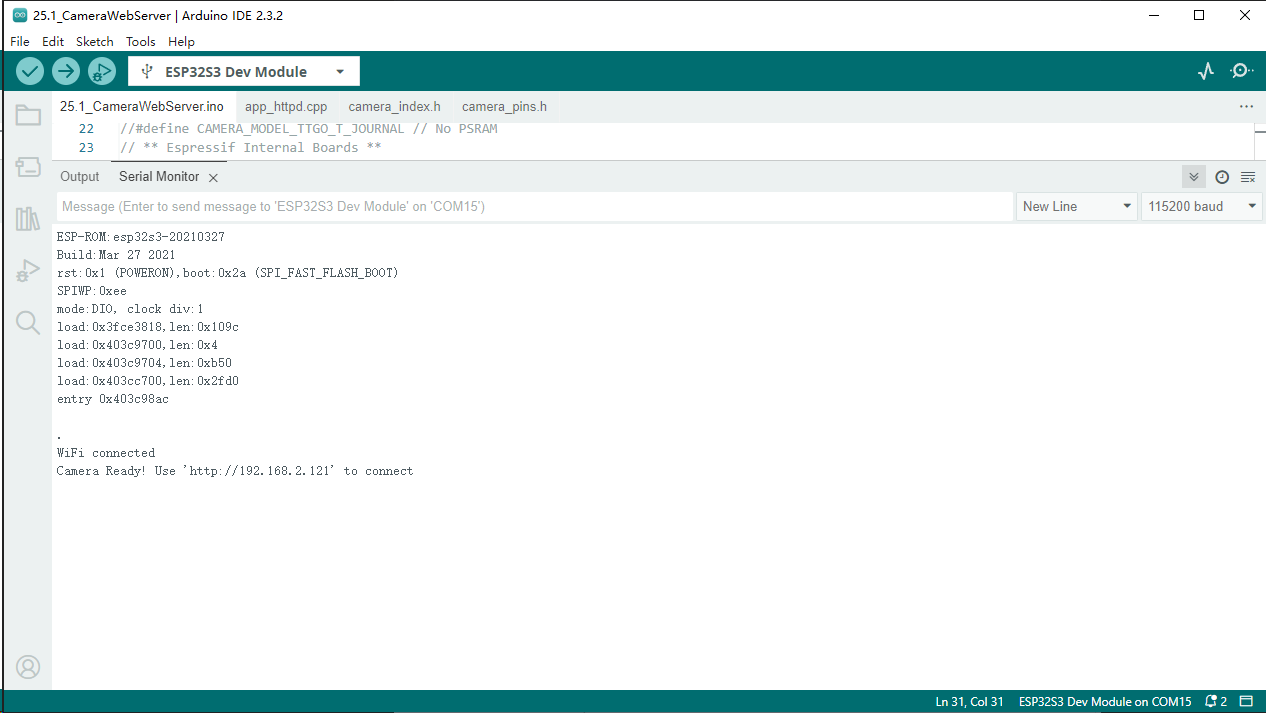 25.1_CameraWebServer | Arduino IDE 2.3.2
File Edit Sketch Tools Help
ESP32S3 Dev Module
25.1_CameraWebServer.ino app_httpd.cpp camera_index.h camera_pins.h
22 //#define CAMERA_MODEL_TTGO_T_JOURNAL // No PSRAM
23 // ** Espressif Internal Boards **
Output Serial Monitor
Message (Enter to send message to 'ESP32S3 Dev Module' on 'COM15') New Line 115200 baud
ESP-ROM:esp32s3-20210327
Build:Mar 27 2021
rst:0x1 (POWERON),boot:0x2a (SPI_FAST_FLASH_BOOT)
SPIWP:0xee
mode:DIO, clock div:1
load:0x3fce3818,len:0x109c
load:0x403c9700,len:0x4
load:0x403c9704,len:0xb50
load:0x403cc700,len:0x2fd0
entry 0x403c98ac
.
WiFi connected
Camera Ready! Use 'http://192.168.2.121' to connect
Ln 31, Col 31 ESP32S3 Dev Module on COM15 2